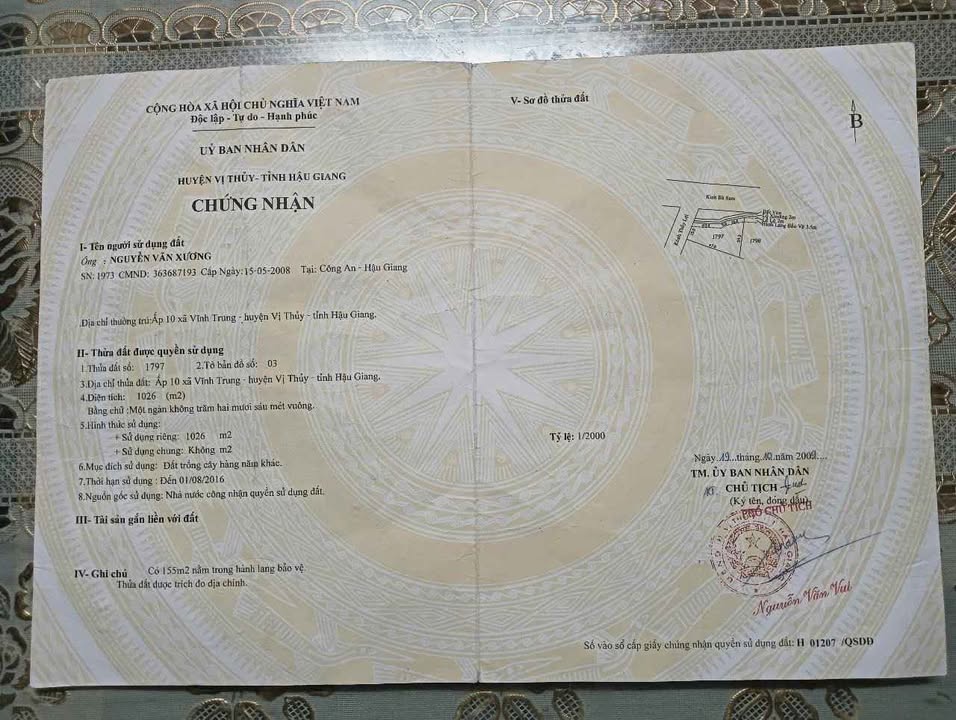 CỘNG HÒA XÃ HỘI CHỦ NGHĨA VIỆT NAM
Độc lập - Tự do - Hạnh phúc
UỶ BAN NHÂN DÂN
HUYỆN VỊ THỦY- TỈNH HẬU GIANG
CHỨNG NHẬN
I- Tên người sử dụng đất
Ông : NGUYỄN VĂN XƯƠNG
SN: 1973 CMND: 363687193 Cấp Ngày:15-05-2008 Tại: Công An - Hậu Giang
Địa chỉ thường trú:Ấp 10 xã Vĩnh Trung - huyện Vị Thủy - tỉnh Hậu Giang.
II- Thửa đất được quyền sử dụng
1.Thửa đất số: 1797 2.Tờ bản đồ số: 03
3.Địa chỉ thửa đất: Ấp 10 xã Vĩnh Trung - huyện Vị Thủy - tỉnh Hậu Giang.
4.Diện tích: 1026 (m2)
Bằng chữ :Một ngàn không trăm hai mươi sáu mét vuông.
5.Hình thức sử dụng:
+ Sử dụng riêng: 1026 m2
+ Sử dụng chung: Không m2
6.Mục đích sử dụng: Đất trồng cây hàng năm khác.
7.Thời hạn sử dụng : Đến 01/08/2016
8.Nguồn gốc sử dụng: Nhà nước công nhận quyền sử dụng đất.
III- Tài sản gắn liền với đất
IV- Ghi chú Có 155m2 nằm trong hành lang bảo vệ.
Thửa đất được trích đo địa chính.
V- Sơ đồ thửa đất
B
Kinh Bà Sam
Kinh Thủy Lợi
1797
1798
Tỷ lệ: 1/2000
Ngày 19 tháng 10 năm 2009
TM. ỦY BAN NHÂN DÂN
CHỦ TỊCH
(Ký tên, đóng dấu)
PHÓ CHỦ TỊCH
Nguyễn Văn Vui
Số vào sổ cấp giấy chứng nhận quyền sử dụng đất: H 01207 /QSDĐ